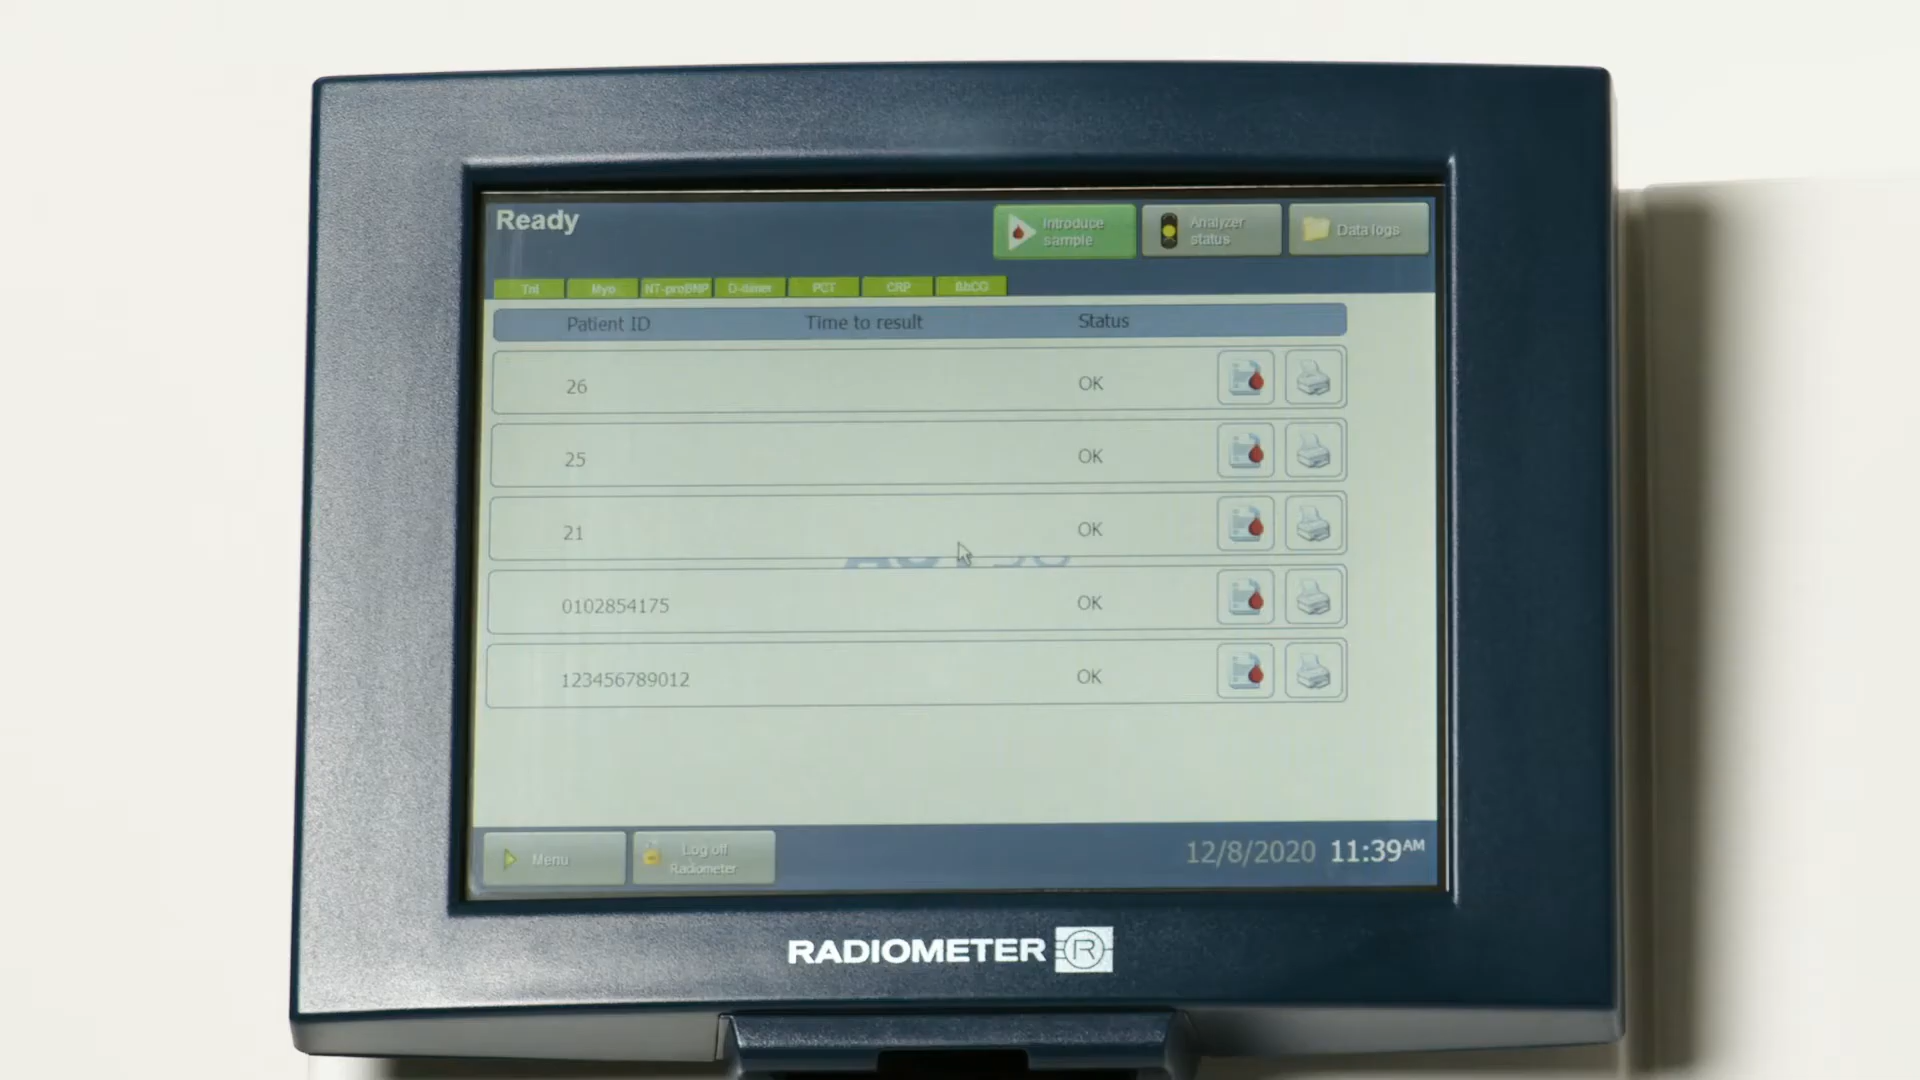 Ready
Introduce sample
Analyzer status
Data logs
TnI Myo NT-proBNP D-dimer PCT CRP ßhCG
Patient ID Time to result Status
26 OK
25 OK
21 OK
0102854175 OK
123456789012 OK
Menu
Log off Radiometer
12/8/2020 11:39AM
RADIOMETER R